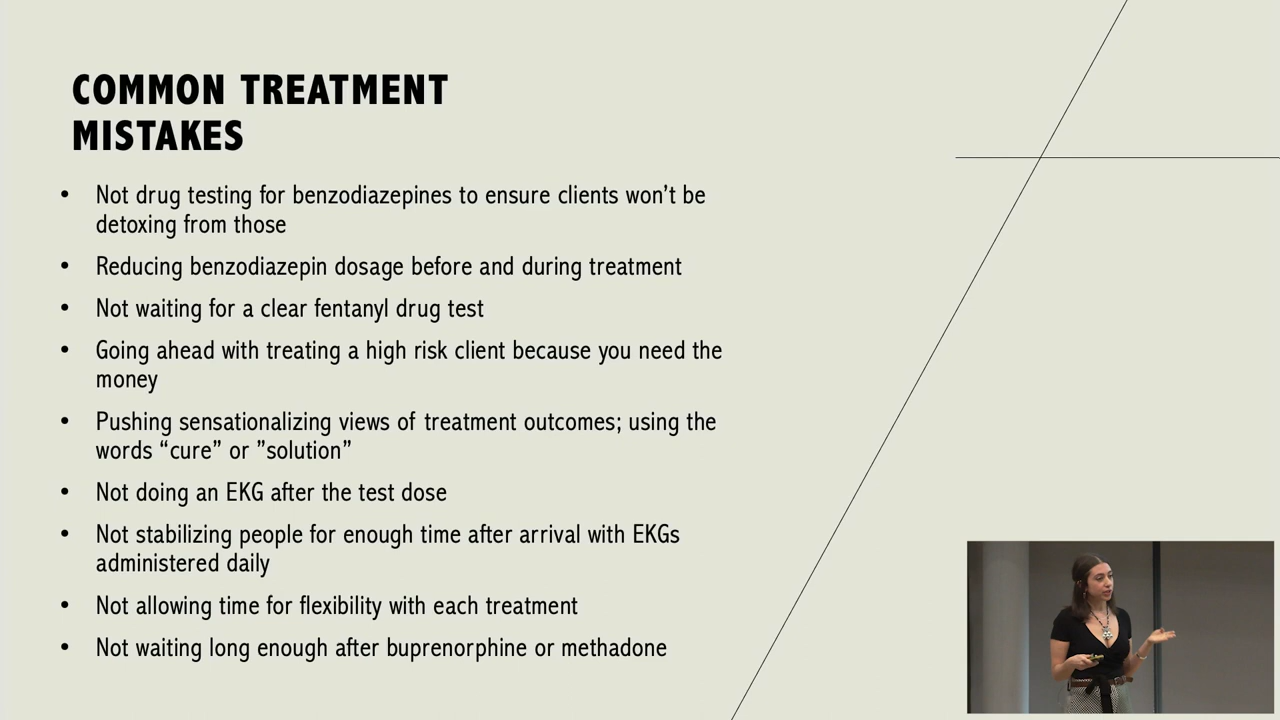 COMMON TREATMENT
MISTAKES
• Not drug testing for benzodiazepines to ensure clients won’t be
detoxing from those
• Reducing benzodiazepin dosage before and during treatment
• Not waiting for a clear fentanyl drug test
• Going ahead with treating a high risk client because you need the
money
• Pushing sensationalizing views of treatment outcomes; using the
words “cure” or ”solution”
• Not doing an EKG after the test dose
• Not stabilizing people for enough time after arrival with EKGs
administered daily
• Not allowing time for flexibility with each treatment
• Not waiting long enough after buprenorphine or methadone